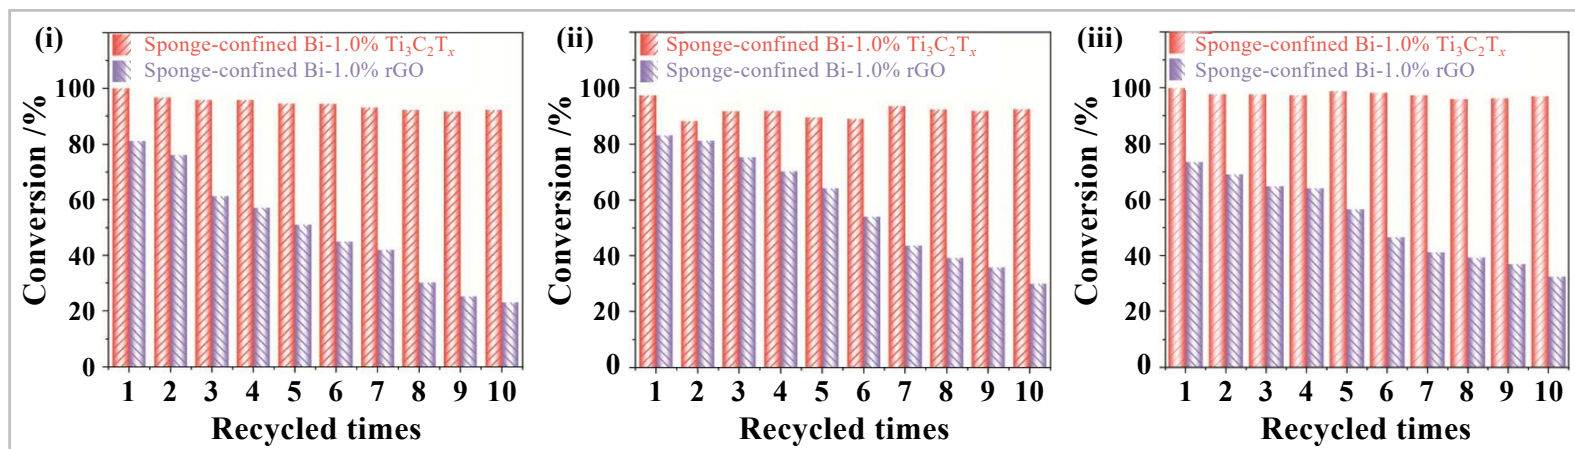 (i)
Sponge-confined Bi-1.0% Ti₃C₂Tₓ
Sponge-confined Bi-1.0% rGO
Conversion /%
100
80
60
40
20
0
1 2 3 4 5 6 7 8 9 10
Recycled times
(ii)
Sponge-confined Bi-1.0% Ti₃C₂Tₓ
Sponge-confined Bi-1.0% rGO
Conversion /%
100
80
60
40
20
0
1 2 3 4 5 6 7 8 9 10
Recycled times
(iii)
Sponge-confined Bi-1.0% Ti₃C₂Tₓ
Sponge-confined Bi-1.0% rGO
Conversion /%
100
80
60
40
20
0
1 2 3 4 5 6 7 8 9 10
Recycled times